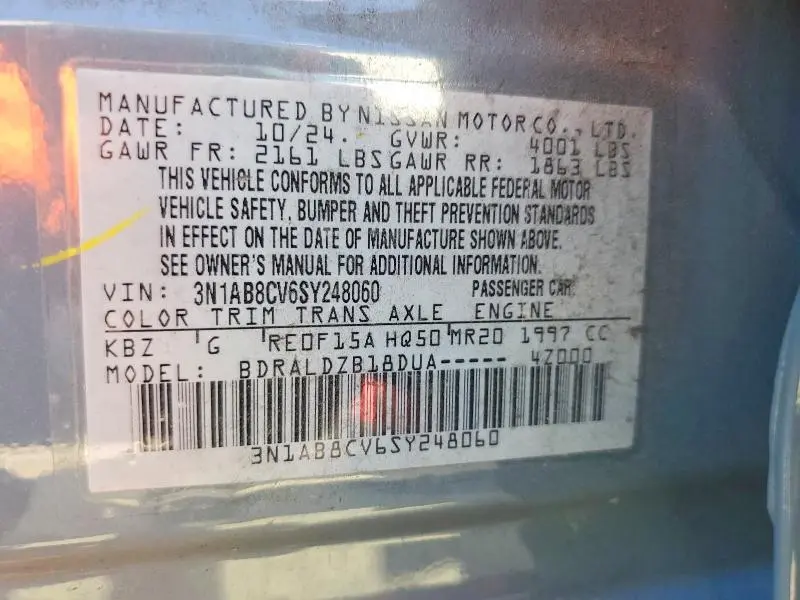 MANUFACTURED BY NISSAN MOTOR CO., LTD.
DATE: 10/24. GVWR: 4001 LBS
GAWR FR: 2161 LBS GAWR RR: 1863 LBS
THIS VEHICLE CONFORMS TO ALL APPLICABLE FEDERAL MOTOR
VEHICLE SAFETY, BUMPER AND THEFT PREVENTION STANDARDS
IN EFFECT ON THE DATE OF MANUFACTURE SHOWN ABOVE.
SEE OWNER'S MANUAL FOR ADDITIONAL INFORMATION.
VIN: 3N1AB8CV6SY248060 PASSENGER CAR
COLOR TRIM TRANS AXLE ENGINE
KBZ G RE0F15A HQ50 MR20 1997 CC
MODEL: BDRALDZB18DUA----- 4Z000
3N1AB8CV6SY248060